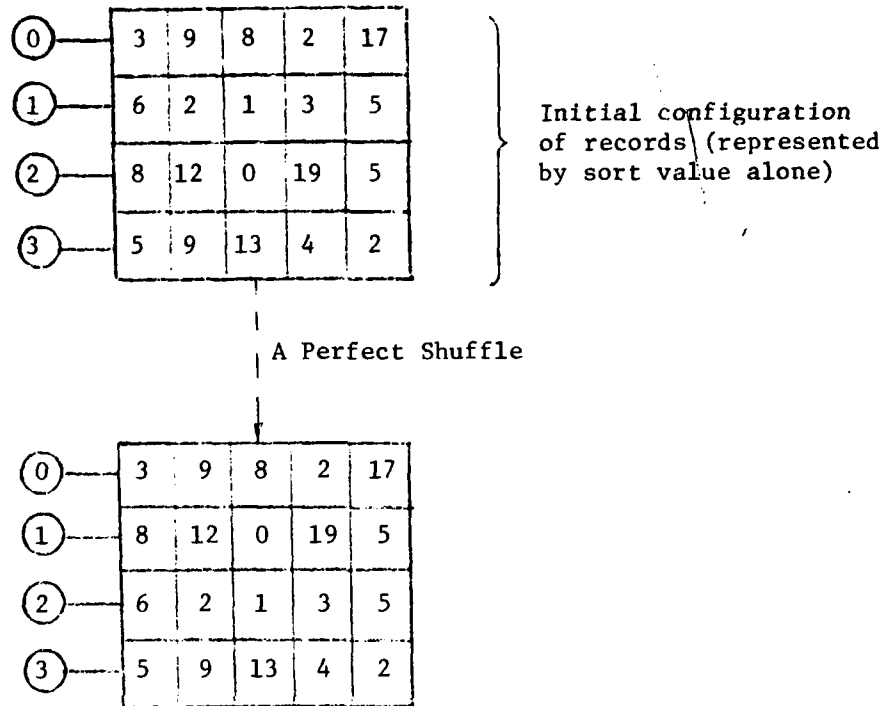 0 3 9 8 2 17
1 6 2 1 3 5
2 8 12 0 19 5
3 5 9 13 4 2
Initial configuration
of records (represented
by sort value alone)
A Perfect Shuffle
0 3 9 8 2 17
1 8 12 0 19 5
2 6 2 1 3 5
3 5 9 13 4 2